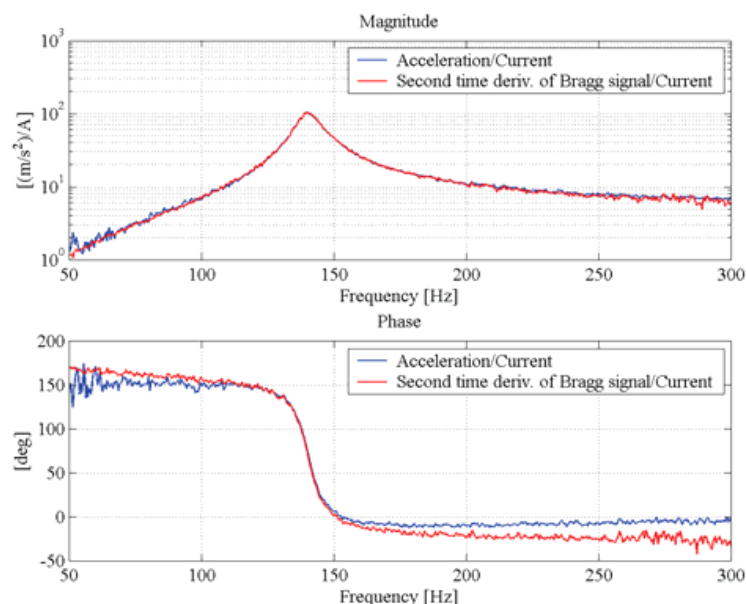 Magnitude
10³
Acceleration/Current
Second time deriv. of Bragg signal/Current
10²
[(m/s²)/A]
10¹
10⁰
50 100 150 200 250 300
Frequency [Hz]
Phase
200
Acceleration/Current
Second time deriv. of Bragg signal/Current
150
100
[deg]
50
0
-50
50 100 150 200 250 300
Frequency [Hz]